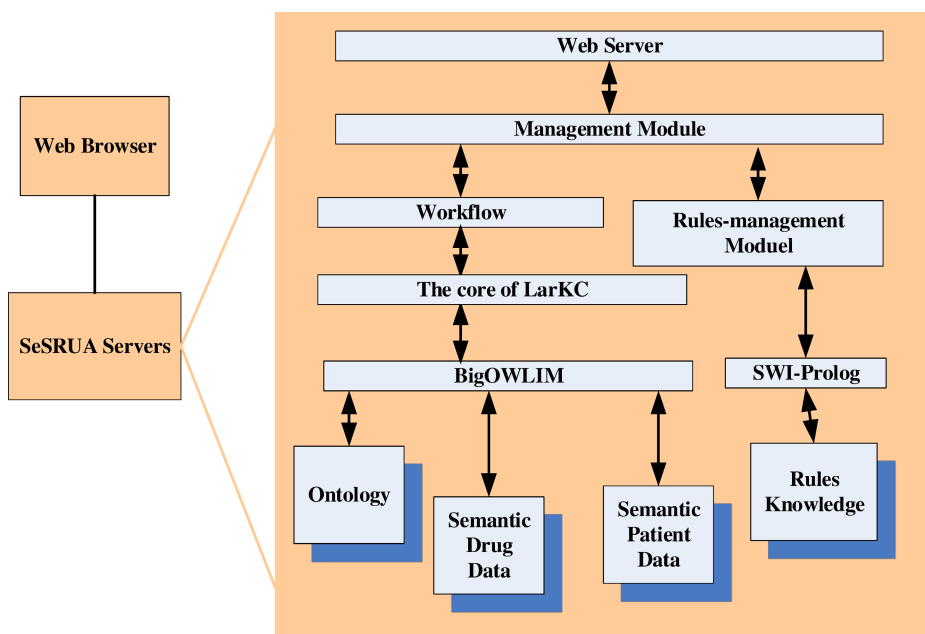 Web Browser
SeSRUA Servers
Web Server
Management Module
Workflow
Rules-management
Moduel
The core of LarKC
BigOWLIM
SWI-Prolog
Ontology
Semantic
Drug
Data
Semantic
Patient
Data
Rules
Knowledge